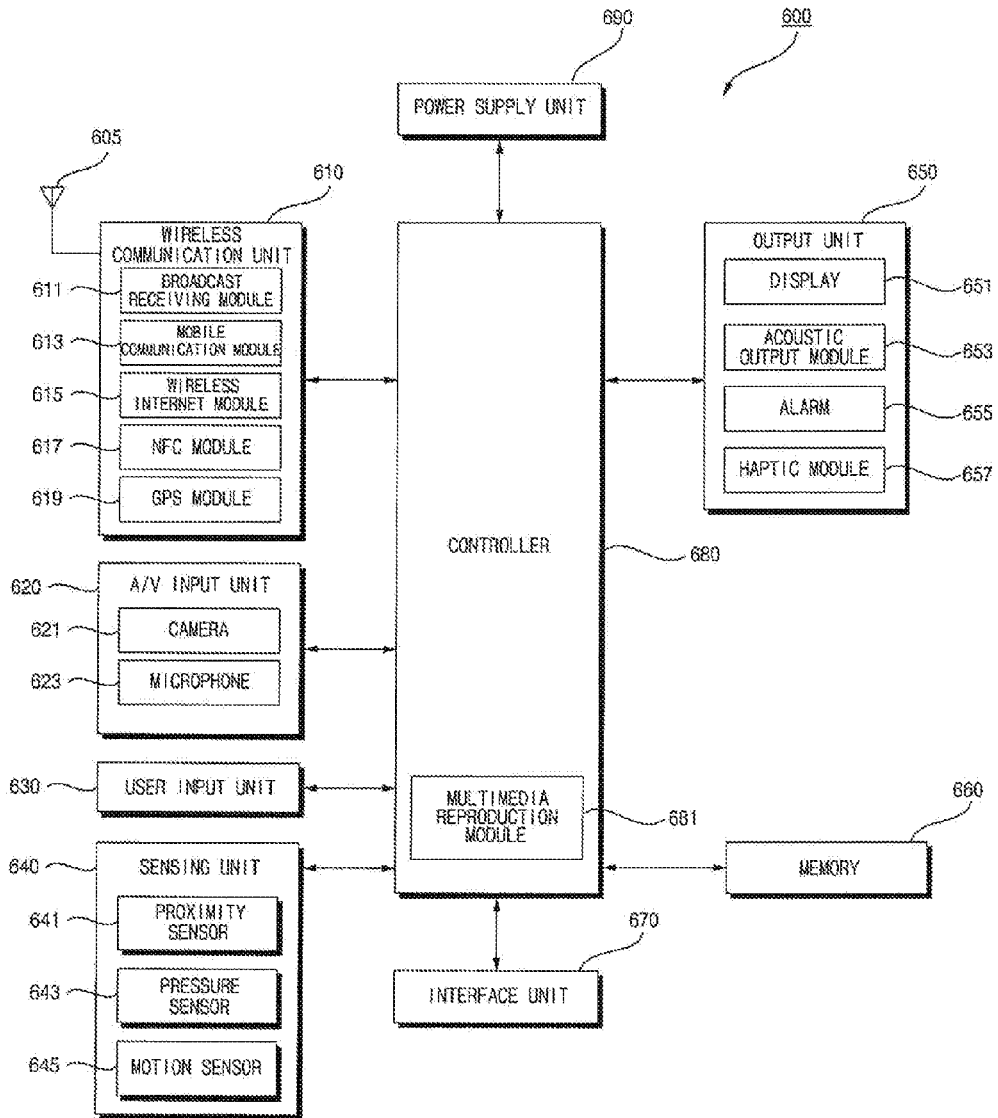 690
600
POWER SUPPLY UNIT
605
610
650
WIRELESS
COMMUNICATION UNIT
611
BROADCAST
RECEIVING MODULE
613
MOBILE
COMMUNICATION MODULE
615
WIRELESS
INTERNET MODULE
617
NFC MODULE
619
GPS MODULE
OUTPUT UNIT
DISPLAY
651
ACOUSTIC
OUTPUT MODULE
653
ALARM
655
HAPTIC MODULE
657
CONTROLLER
680
620
A/V INPUT UNIT
621
CAMERA
623
MICROPHONE
630
USER INPUT UNIT
MULTIMEDIA
REPRODUCTION
MODULE
681
660
MEMORY
640
SENSING UNIT
641
PROXIMITY
SENSOR
643
PRESSURE
SENSOR
645
MOTION SENSOR
670
INTERFACE UNIT